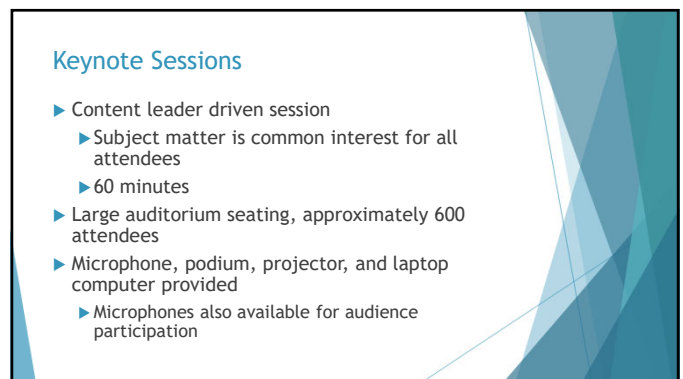 Keynote Sessions
▶ Content leader driven session
▶ Subject matter is common interest for all
attendees
▶ 60 minutes
▶ Large auditorium seating, approximately 600
attendees
▶ Microphone, podium, projector, and laptop
computer provided
▶ Microphones also available for audience
participation